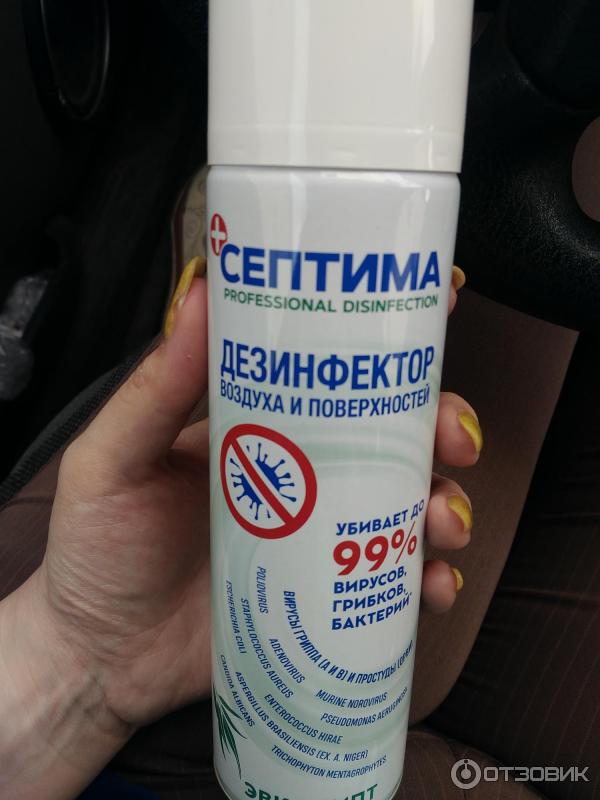 СЕПТИМА
PROFESSIONAL DISINFECTION
ДЕЗИНФЕКТОР
ВОЗДУХА И ПОВЕРХНОСТЕЙ
УБИВАЕТ ДО
99%
ВИРУСОВ,
ГРИБКОВ,
БАКТЕРИЙ*
ВИРУСЫ ГРИППА (А И В) И ПРОСТУДЫ (ОРВИ)
POLIOVIRUS
ADENOVIRUS
MURINE NOROVIRUS
STAPHYLOCOCCUS AUREUS
PSEUDOMONAS AERUGINOSA
ESCHERICHIA COLI
ENTEROCOCCUS HIRAE
ASPERGILLUS BRASILIENSIS (EX. A. NIGER)
CANDIDA ALBICANS
TRICHOPHYTON MENTAGROPHYTES
ОТЗОВИК